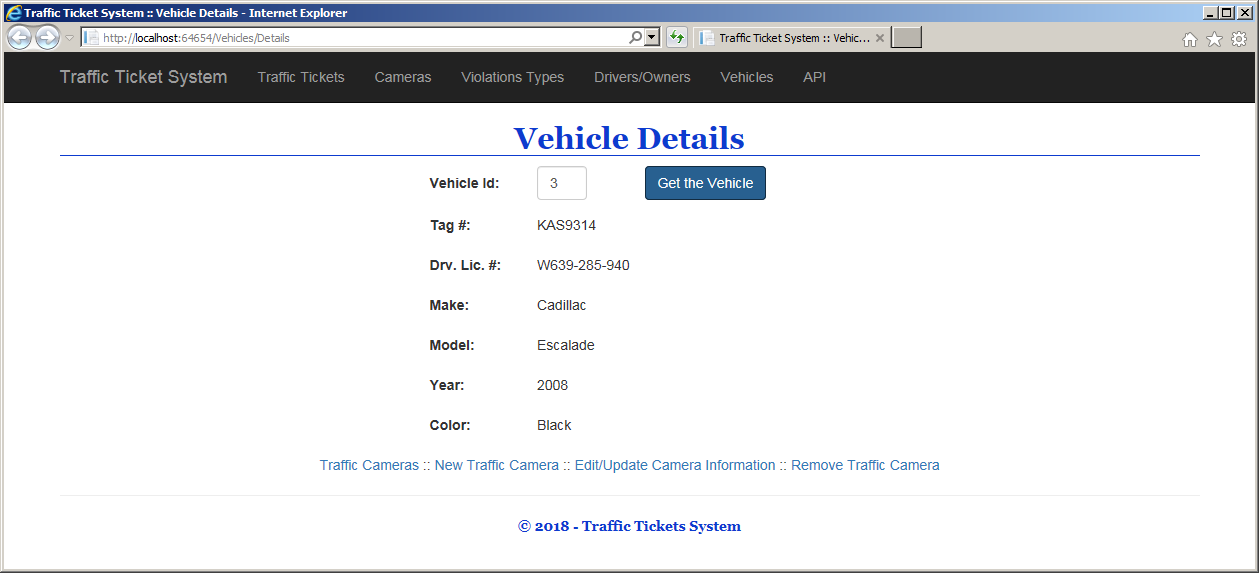 Traffic Ticket System :: Vehicle Details - Internet Explorer
http://localhost:64654/Vehicles/Details
Traffic Ticket System :: Vehic...
Traffic Ticket System Traffic Tickets Cameras Violations Types Drivers/Owners Vehicles API
Vehicle Details
Vehicle Id: 3 Get the Vehicle
Tag #: KAS9314
Drv. Lic. #: W639-285-940
Make: Cadillac
Model: Escalade
Year: 2008
Color: Black
Traffic Cameras :: New Traffic Camera :: Edit/Update Camera Information :: Remove Traffic Camera
© 2018 - Traffic Tickets System